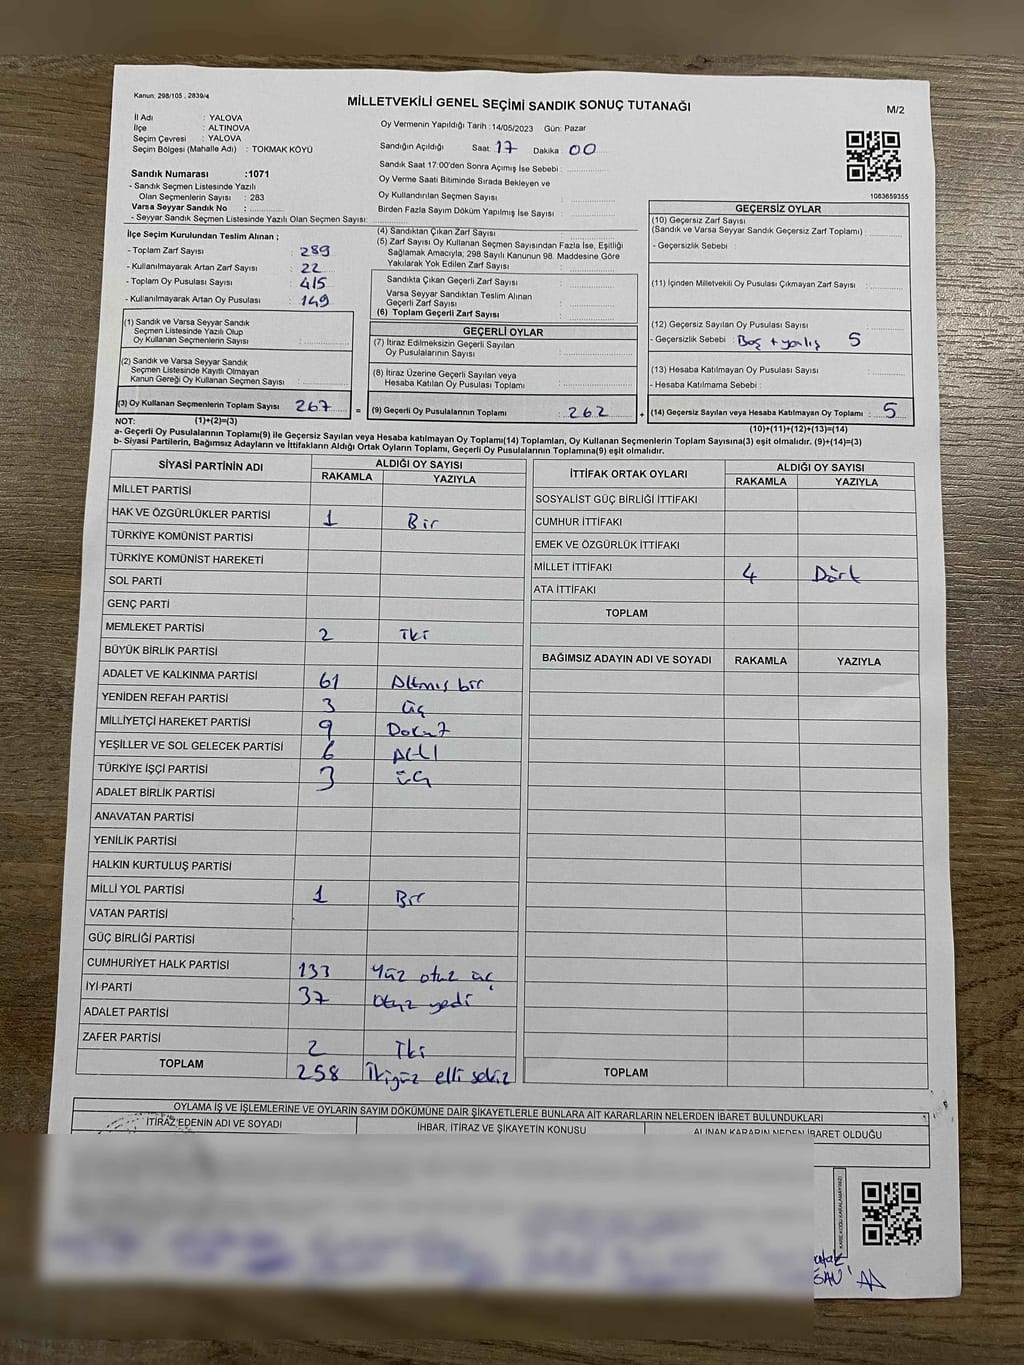 Kanun: 298/105 , 2839/4
MİLLETVEKİLİ GENEL SEÇİMİ SANDIK SONUÇ TUTANAĞI
M/2
İl Adı : YALOVA
İlçe : ALTINOVA
Seçim Çevresi : YALOVA
Seçim Bölgesi (Mahalle Adı) : TOKMAK KÖYÜ
Sandık Numarası :1071
- Sandık Seçmen Listesinde Yazılı
Olan Seçmenlerin Sayısı : 283
Varsa Seyyar Sandık No :
- Seyyar Sandık Seçmen Listesinde Yazılı Olan Seçmen Sayısı:
Oy Vermenin Yapıldığı Tarih : 14/05/2023 Gün: Pazar
Sandığın Açıldığı Saat 17 Dakika 00
Sandık Saat 17:00'den Sonra Açımış İse Sebebi :
Oy Verme Saati Bitiminde Sırada Bekleyen ve
Oy Kullandırılan Seçmen Sayısı :
Birden Fazla Sayım Döküm Yapılmış İse Sayısı :
1083659355
İlçe Seçim Kurulundan Teslim Alınan ;
- Toplam Zarf Sayısı : 289
- Kullanılmayarak Artan Zarf Sayısı : 22
- Toplam Oy Pusulası Sayısı : 415
- Kullanılmayarak Artan Oy Pusulası : 149
(1) Sandık ve Varsa Seyyar Sandık
Seçmen Listesinde Yazılı Olup
Oy Kullanan Seçmenlerin Sayısı :
(2) Sandık ve Varsa Seyyar Sandık
Seçmen Listesinde Kayıtlı Olmayan
Kanun Gereği Oy Kullanan Seçmen Sayısı :
(3) Oy Kullanan Seçmenlerin Toplam Sayısı 267
(1)+(2)=(3)
(4) Sandıktan Çıkan Zarf Sayısı :
(5) Zarf Sayısı Oy Kullanan Seçmen Sayısından Fazla İse, Eşitliği
Sağlamak Amacıyla; 298 Sayılı Kanunun 98. Maddesine Göre
Yakılarak Yok Edilen Zarf Sayısı :
Sandıkta Çıkan Geçerli Zarf Sayısı :
Varsa Seyyar Sandıktan Teslim Alınan
Geçerli Zarf Sayısı :
(6) Toplam Geçerli Zarf Sayısı :
GEÇERLİ OYLAR
(7) İtiraz Edilmeksizin Geçerli Sayılan
Oy Pusulalarının Sayısı :
(8) İtiraz Üzerine Geçerli Sayılan veya
Hesaba Katılan Oy Pusulası Toplamı :
= (9) Geçerli Oy Pusulalarının Toplamı : 262 +
GEÇERSİZ OYLAR
(10) Geçersiz Zarf Sayısı
(Sandık ve Varsa Seyyar Sandık Geçersiz Zarf Toplamı) :
- Geçersizlik Sebebi :
(11) İçinden Milletvekili Oy Pusulası Çıkmayan Zarf Sayısı :
(12) Geçersiz Sayılan Oy Pusulası Sayısı :
- Geçersizlik Sebebi : Boş + yanlış 5
(13) Hesaba Katılmayan Oy Pusulası Sayısı :
- Hesaba Katılmama Sebebi :
(14) Geçersiz Sayılan veya Hesaba Katılmayan Oy Toplamı : 5
(10)+(11)+(12)+(13)=(14)
NOT:
a- Geçerli Oy Pusulalarının Toplamı(9) ile Geçersiz Sayılan veya Hesaba katılmayan Oy Toplamı(14) Toplamları, Oy Kullanan Seçmenlerin Toplam Sayısına(3) eşit olmalıdır. (9)+(14)=(3)
b- Siyasi Partilerin, Bağımsız Adayların ve İttifakların Aldığı Ortak Oyların Toplamı, Geçerli Oy Pusulalarının Toplamına(9) eşit olmalıdır.
SİYASİ PARTİNİN ADI ALDIĞI OY SAYISI
RAKAMLA YAZIYLA
MİLLET PARTİSİ
HAK VE ÖZGÜRLÜKLER PARTİSİ 1 Bir
TÜRKİYE KOMÜNİST PARTİSİ
TÜRKİYE KOMÜNİST HAREKETİ
SOL PARTİ
GENÇ PARTİ
MEMLEKET PARTİSİ 2 iki
BÜYÜK BİRLİK PARTİSİ
ADALET VE KALKINMA PARTİSİ 61 Altmış bir
YENİDEN REFAH PARTİSİ 3 üç
MİLLİYETÇİ HAREKET PARTİSİ 9 Dokuz
YEŞİLLER VE SOL GELECEK PARTİSİ 6 Altı
TÜRKİYE İŞÇİ PARTİSİ 3 üç
ADALET BİRLİK PARTİSİ
ANAVATAN PARTİSİ
YENİLİK PARTİSİ
HALKIN KURTULUŞ PARTİSİ
MİLLİ YOL PARTİSİ 1 Bir
VATAN PARTİSİ
GÜÇ BİRLİĞİ PARTİSİ
CUMHURİYET HALK PARTİSİ 133 Yüz otuz üç
İYİ PARTİ 37 Otuz yedi
ADALET PARTİSİ
ZAFER PARTİSİ 2 İki
TOPLAM 258 İkiyüz elli sekiz
İTTİFAK ORTAK OYLARI ALDIĞI OY SAYISI
RAKAMLA YAZIYLA
SOSYALİST GÜÇ BİRLİĞİ İTTİFAKI
CUMHUR İTTİFAKI
EMEK VE ÖZGÜRLÜK İTTİFAKI
MİLLET İTTİFAKI 4 Dört
ATA İTTİFAKI
TOPLAM
BAĞIMSIZ ADAYIN ADI VE SOYADI RAKAMLA YAZIYLA
TOPLAM
OYLAMA İŞ VE İŞLEMLERİNE VE OYLARIN SAYIM DÖKÜMÜNE DAİR ŞİKAYETLERLE BUNLARA AİT KARARLARIN NELERDEN İBARET BULUNDUKLARI
İTİRAZ EDENİN ADI VE SOYADI İHBAR, İTİRAZ VE ŞİKAYETİN KONUSU ALINAN KARARIN NEDEN İBARET OLDUĞU